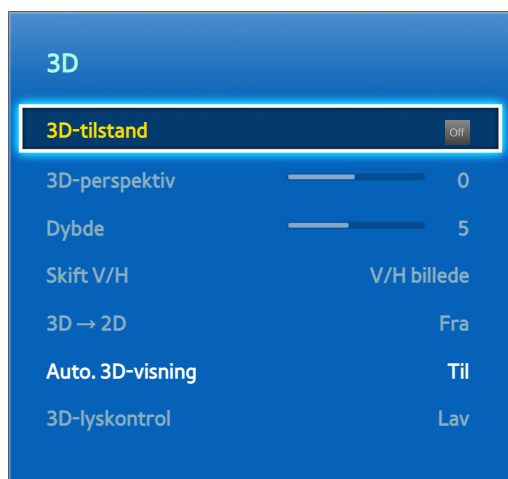 3D
3D-tilstand Off
3D-perspektiv 0
Dybde 5
Skift V/H V/H billede
3D → 2D Fra
Auto. 3D-visning Til
3D-lyskontrol Lav